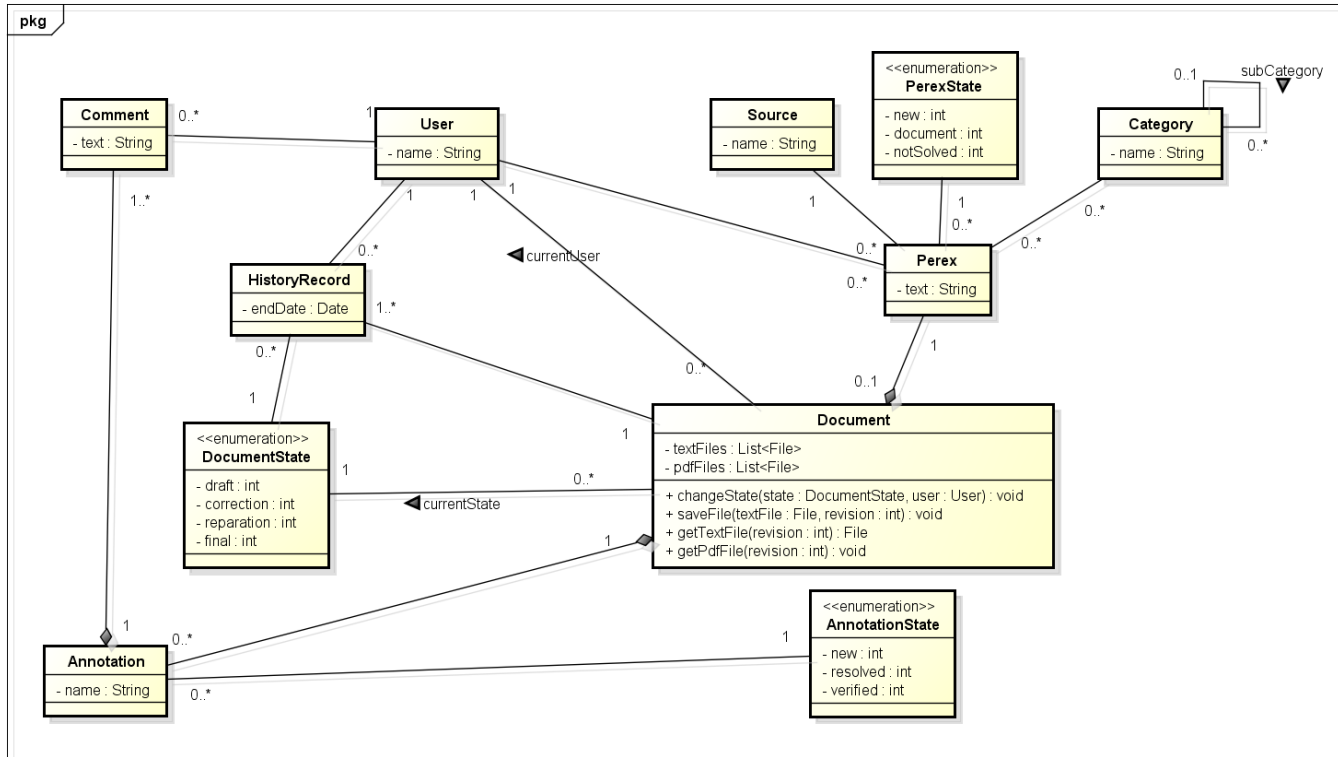 pkg
subCategory
0..1
0..*
<<enumeration>>
PerexState
- new : int
- document : int
- notSolved : int
Comment
- text : String
0..*
1
User
- name : String
Source
- name : String
Category
- name : String
1..*
1
1
1
1
1
0..*
0..*
0..*
0..*
0..*
0..*
currentUser
Perex
- text : String
HistoryRecord
- endDate : Date
1..*
0..*
1
0..1
0..*
1
1
Document
- textFiles : List<File>
- pdfFiles : List<File>
+ changeState(state : DocumentState, user : User) : void
+ saveFile(textFile : File, revision : int) : void
+ getTextFile(revision : int) : File
+ getPdfFile(revision : int) : void
<<enumeration>>
DocumentState
- draft : int
- correction : int
- reparation : int
- final : int
1
0..*
currentState
1
1
0..*
Annotation
- name : String
0..*
1
<<enumeration>>
AnnotationState
- new : int
- resolved : int
- verified : int